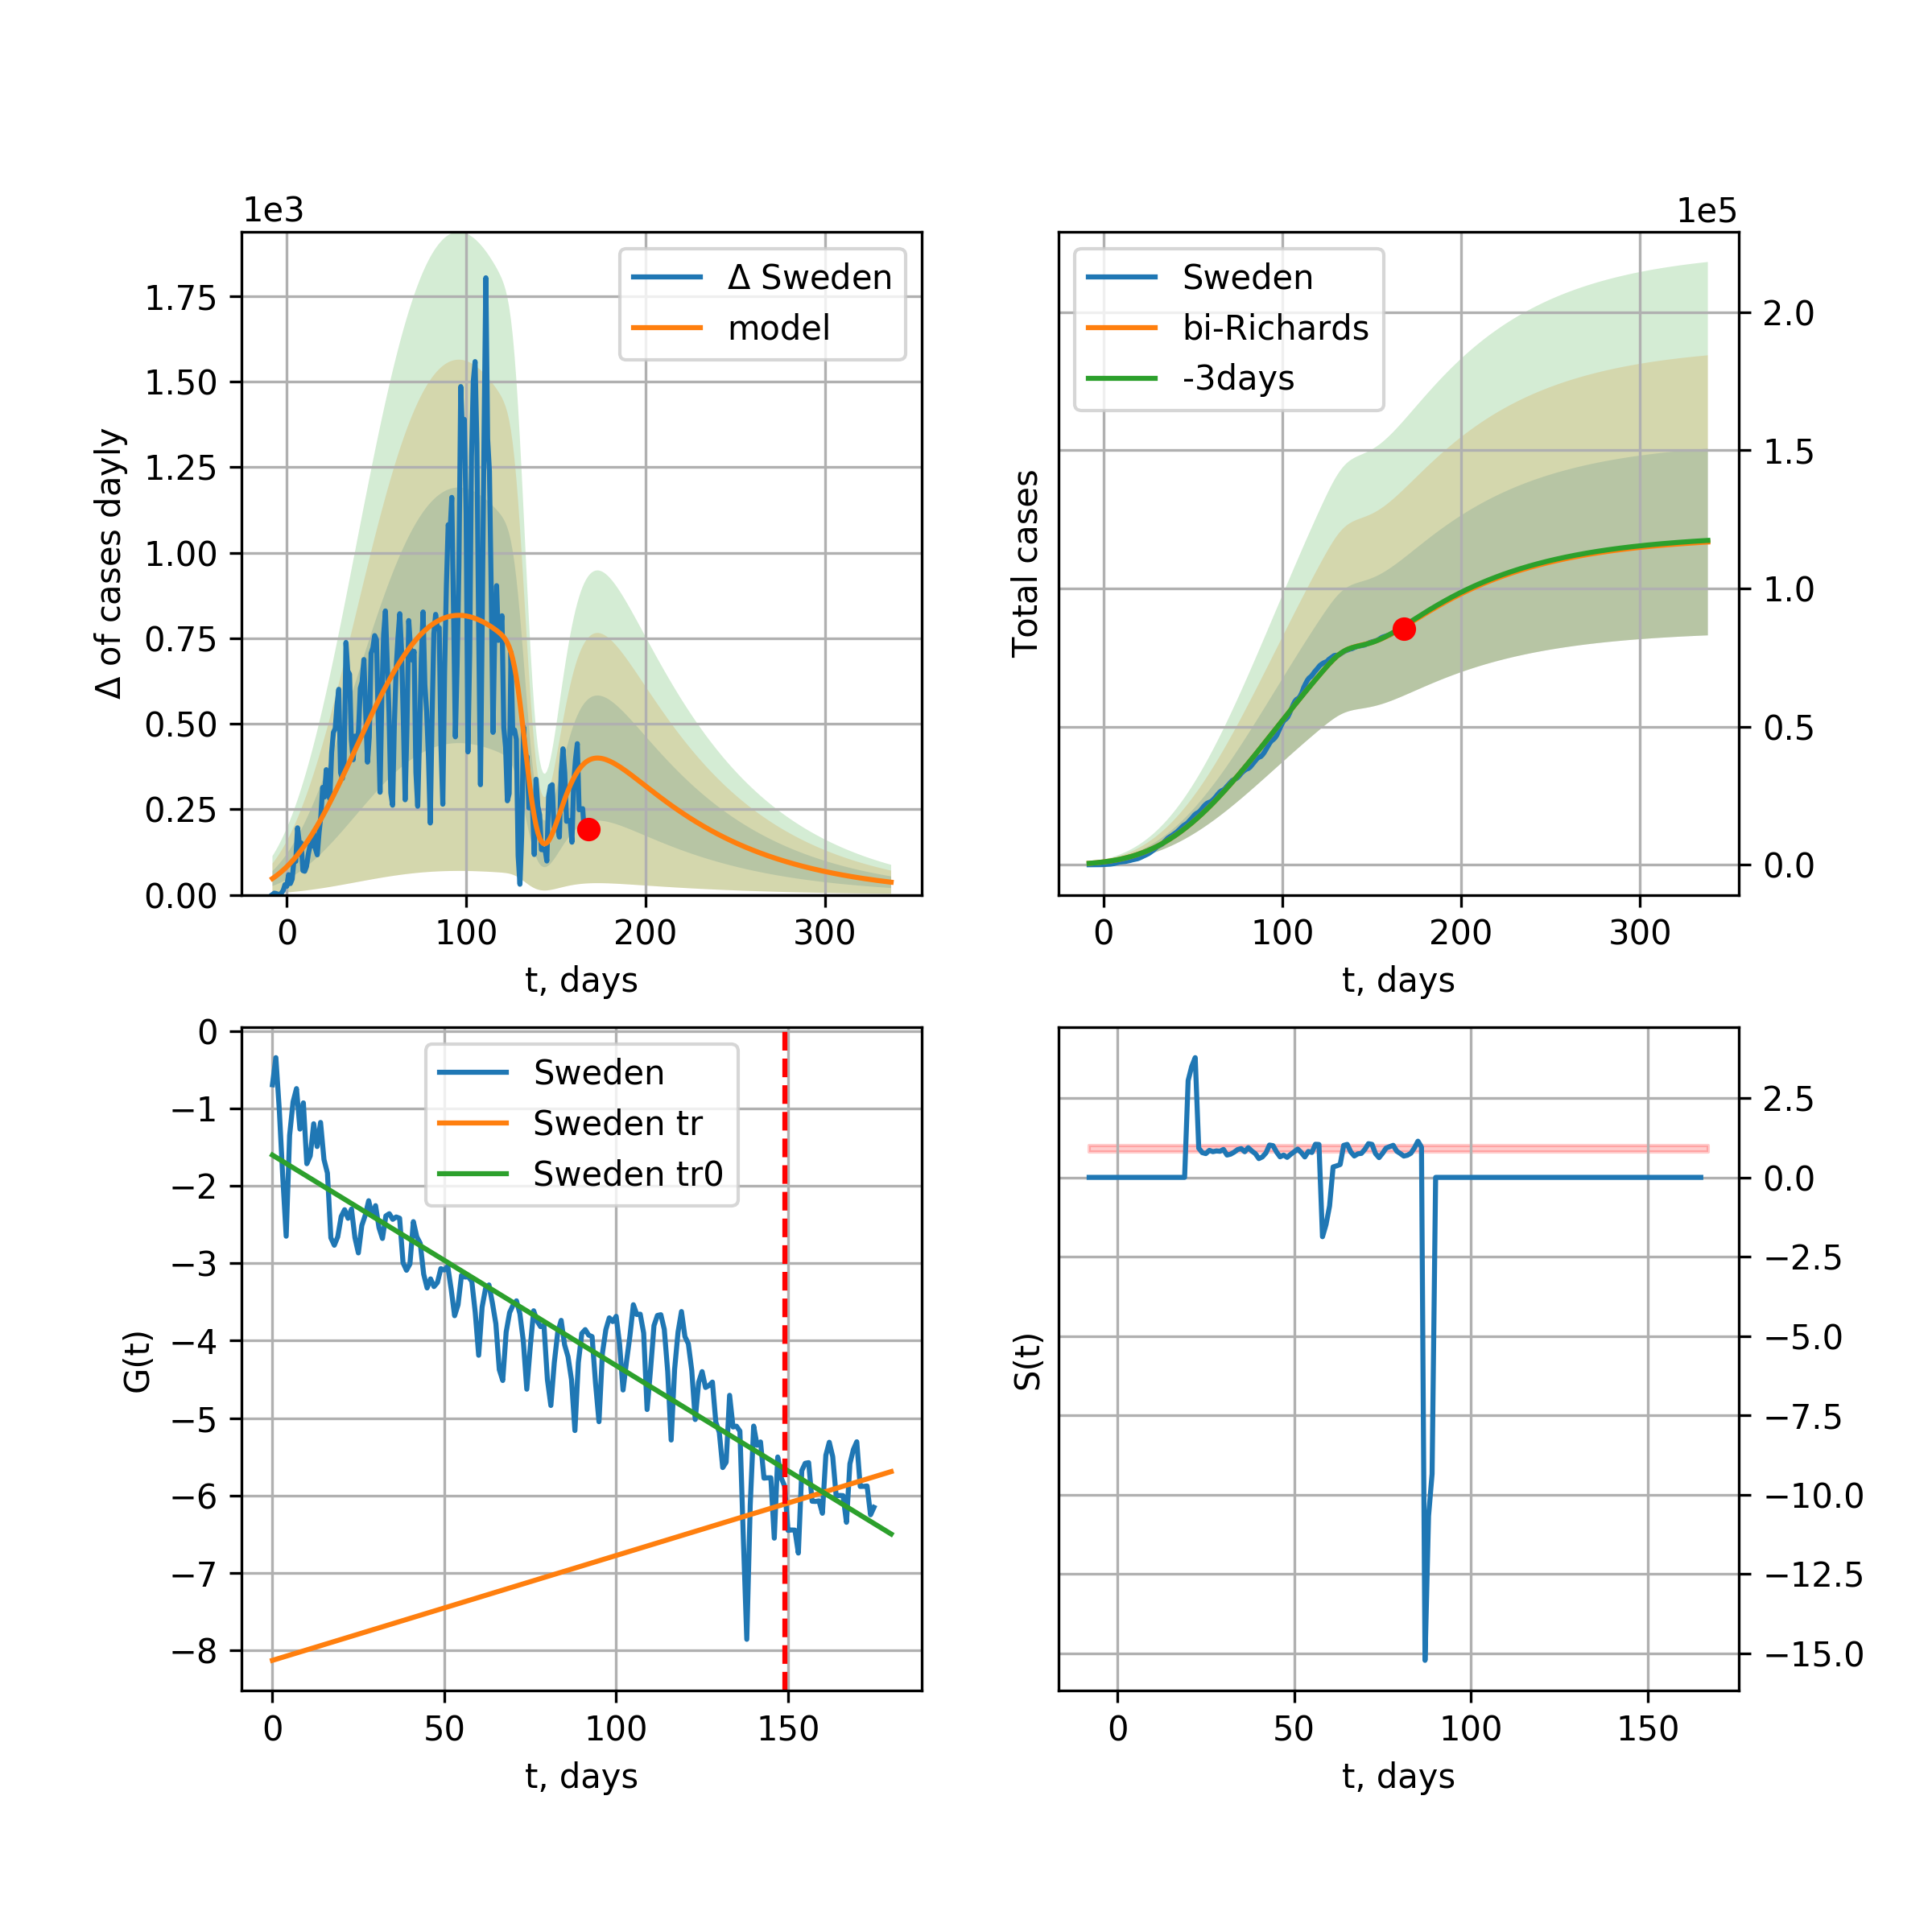 1e3
Δ Sweden
model
1.75
1.50
1.25
1.00
0.75
0.50
0.25
0.00
Δ of cases dayly
0 100 200 300
t, days
1e5
Sweden
bi-Richards
-3days
2.0
1.5
1.0
0.5
0.0
Total cases
0 100 200 300
t, days
Sweden
Sweden tr
Sweden tr0
0
−1
−2
−3
−4
−5
−6
−7
−8
G(t)
0 50 100 150
t, days
2.5
0.0
−2.5
−5.0
−7.5
−10.0
−12.5
−15.0
S(t)
0 50 100 150
t, days